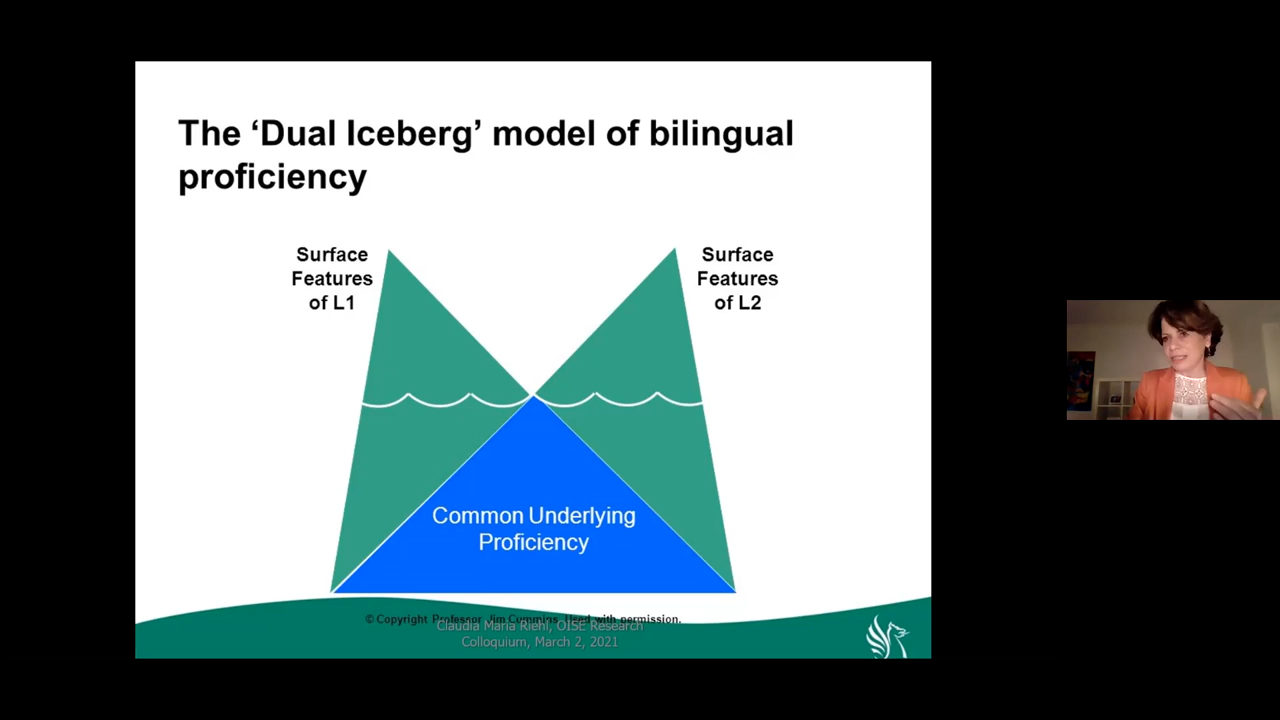 The ‘Dual Iceberg’ model of bilingual
proficiency
Surface
Features
of L1
Surface
Features
of L2
Common Underlying
Proficiency
© Copyright Professor Jim Cummins. Used with permission.
Claudia Maria Riehl, OISE Research
Colloquium, March 2, 2021